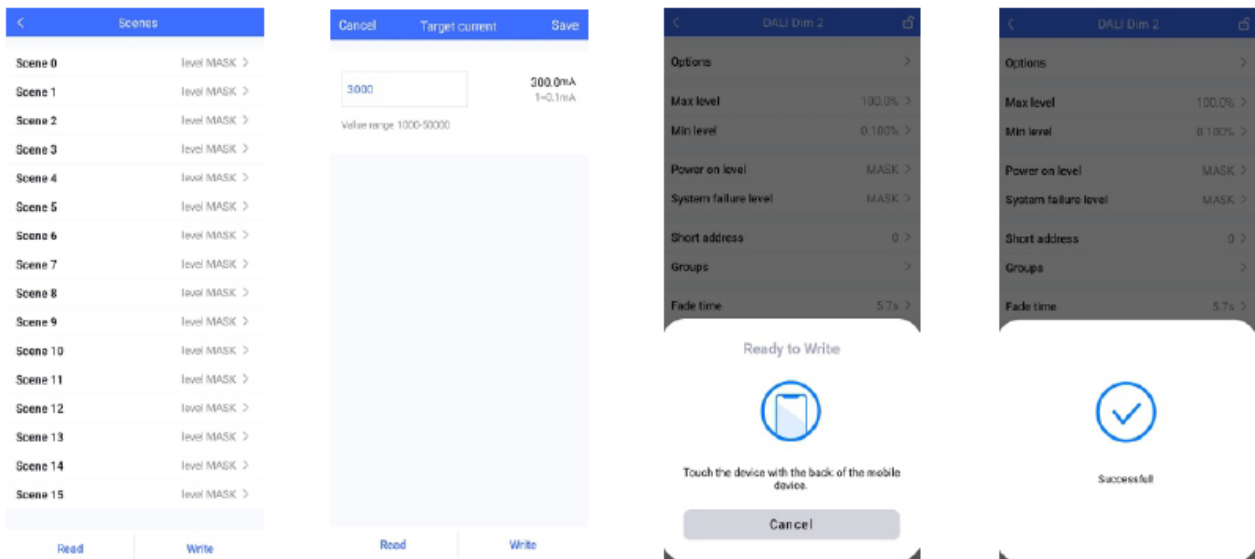 Scenes
Scene 0 level MASK >
Scene 1 level MASK >
Scene 2 level MASK >
Scene 3 level MASK >
Scene 4 level MASK >
Scene 5 level MASK >
Scene 6 level MASK >
Scene 7 level MASK >
Scene 8 level MASK >
Scene 9 level MASK >
Scene 10 level MASK >
Scene 11 level MASK >
Scene 12 level MASK >
Scene 13 level MASK >
Scene 14 level MASK >
Scene 15 level MASK >
Read Write
Cancel Target current Save
3000 300.0mA
1=0.1mA
Value range 1000-50000
Read Write
DALI Dim 2
Options >
Max level 100.0% >
Min level 0.100% >
Power on level MASK >
System failure level MASK >
Short address 0 >
Groups >
Fade time 5.7s >
Ready to Write
Touch the device with the back of the mobile
device.
Cancel
DALI Dim 2
Options >
Max level 100.0% >
Min level 0.100% >
Power on level MASK >
System failure level MASK >
Short address 0 >
Groups >
Fade time 5.7s >
Successful!